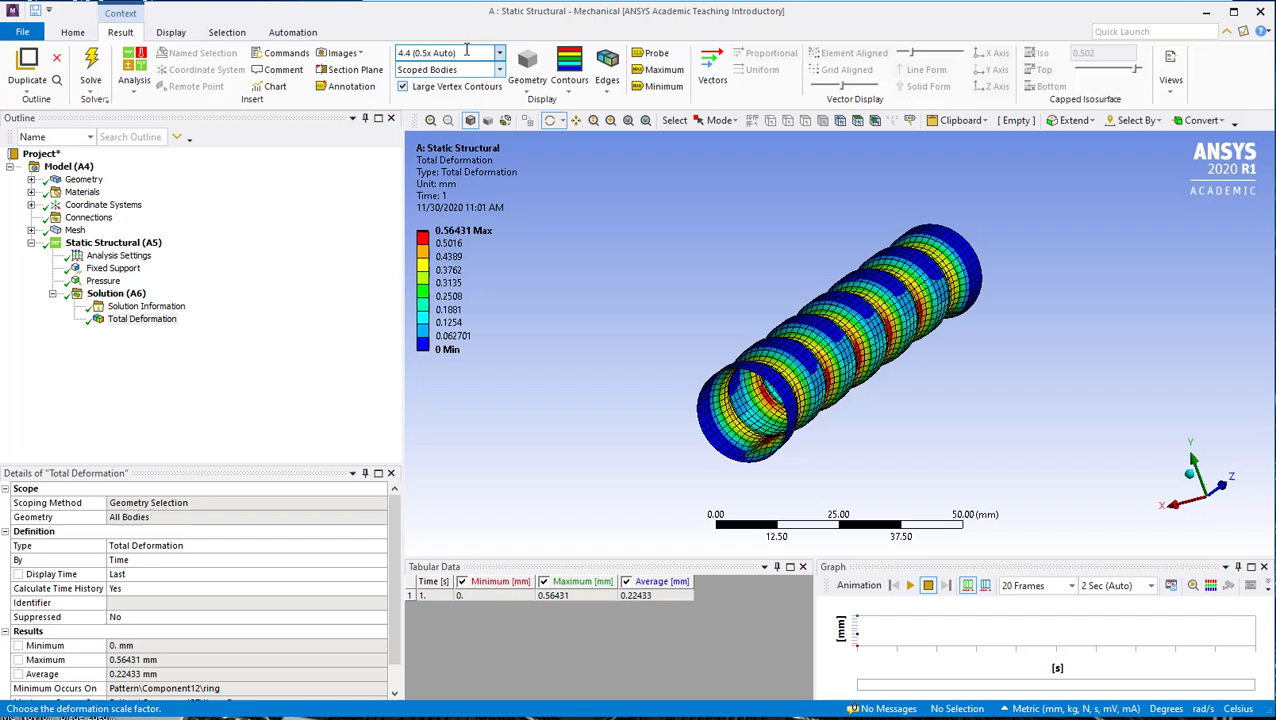 Context
A : Static Structural - Mechanical [ANSYS Academic Teaching Introductory]
File
Home
Result
Display
Selection
Automation
Quick Launch
Duplicate
Outline
Solve
Solver
Analysis
Named Selection
Coordinate System
Remote Point
Commands
Comment
Chart
Images
Section Plane
Annotation
Insert
4.4 (0.5x Auto)
Scoped Bodies
Large Vertex Contours
Geometry
Contours
Edges
Display
Probe
Maximum
Minimum
Vectors
Proportional
Uniform
Element Aligned
Grid Aligned
Line Form
Solid Form
X Axis
Y Axis
Z Axis
Vector Display
Iso
0.502
Top
Bottom
Capped Isosurface
Views
Outline
Name
Search Outline
Select
Mode
Clipboard
[ Empty ]
Extend
Select By
Convert
Project*
Model (A4)
Geometry
Materials
Coordinate Systems
Connections
Mesh
Static Structural (A5)
Analysis Settings
Fixed Support
Pressure
Solution (A6)
Solution Information
Total Deformation
A: Static Structural
Total Deformation
Type: Total Deformation
Unit: mm
Time: 1
11/30/2020 11:01 AM
0.56431 Max
0.5016
0.4389
0.3762
0.3135
0.2508
0.1881
0.1254
0.062701
0 Min
ANSYS
2020 R1
ACADEMIC
Y
Z
X
0.00
25.00
50.00 (mm)
12.50
37.50
Details of "Total Deformation"
Scope
Scoping Method
Geometry Selection
Geometry
All Bodies
Definition
Type
Total Deformation
By
Time
Display Time
Last
Calculate Time History
Yes
Identifier
Suppressed
No
Results
Minimum
0. mm
Maximum
0.56431 mm
Average
0.22433 mm
Minimum Occurs On
Pattern\Component12\ring
Tabular Data
Time [s]
Minimum [mm]
Maximum [mm]
Average [mm]
1
1.
0.
0.56431
0.22433
Graph
Animation
20 Frames
2 Sec (Auto)
[mm]
[s]
Choose the deformation scale factor.
No Messages
No Selection
Metric (mm, kg, N, s, mV, mA)
Degrees
rad/s
Celsius